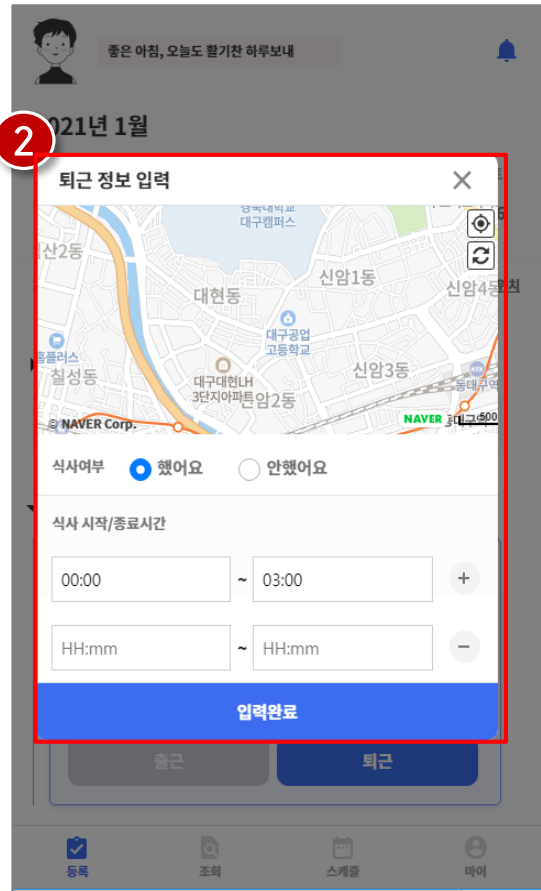 좋은 아침, 오늘도 활기찬 하루보내
021년 1월
2
퇴근 정보 입력
경북대학교
대구캠퍼스
산2동
신암1동
대현동
신암4동
대구공업
고등학교
홈플러스
칠성동
대구대현LH
3단지아파트
신암3동
신암2동
동대구역
© NAVER Corp.
NAVER
500
식사여부
했어요
안했어요
식사 시작/종료시간
00:00 ~ 03:00 +
HH:mm ~ HH:mm −
입력완료
출근
퇴근
등록
조회
스케줄
마이